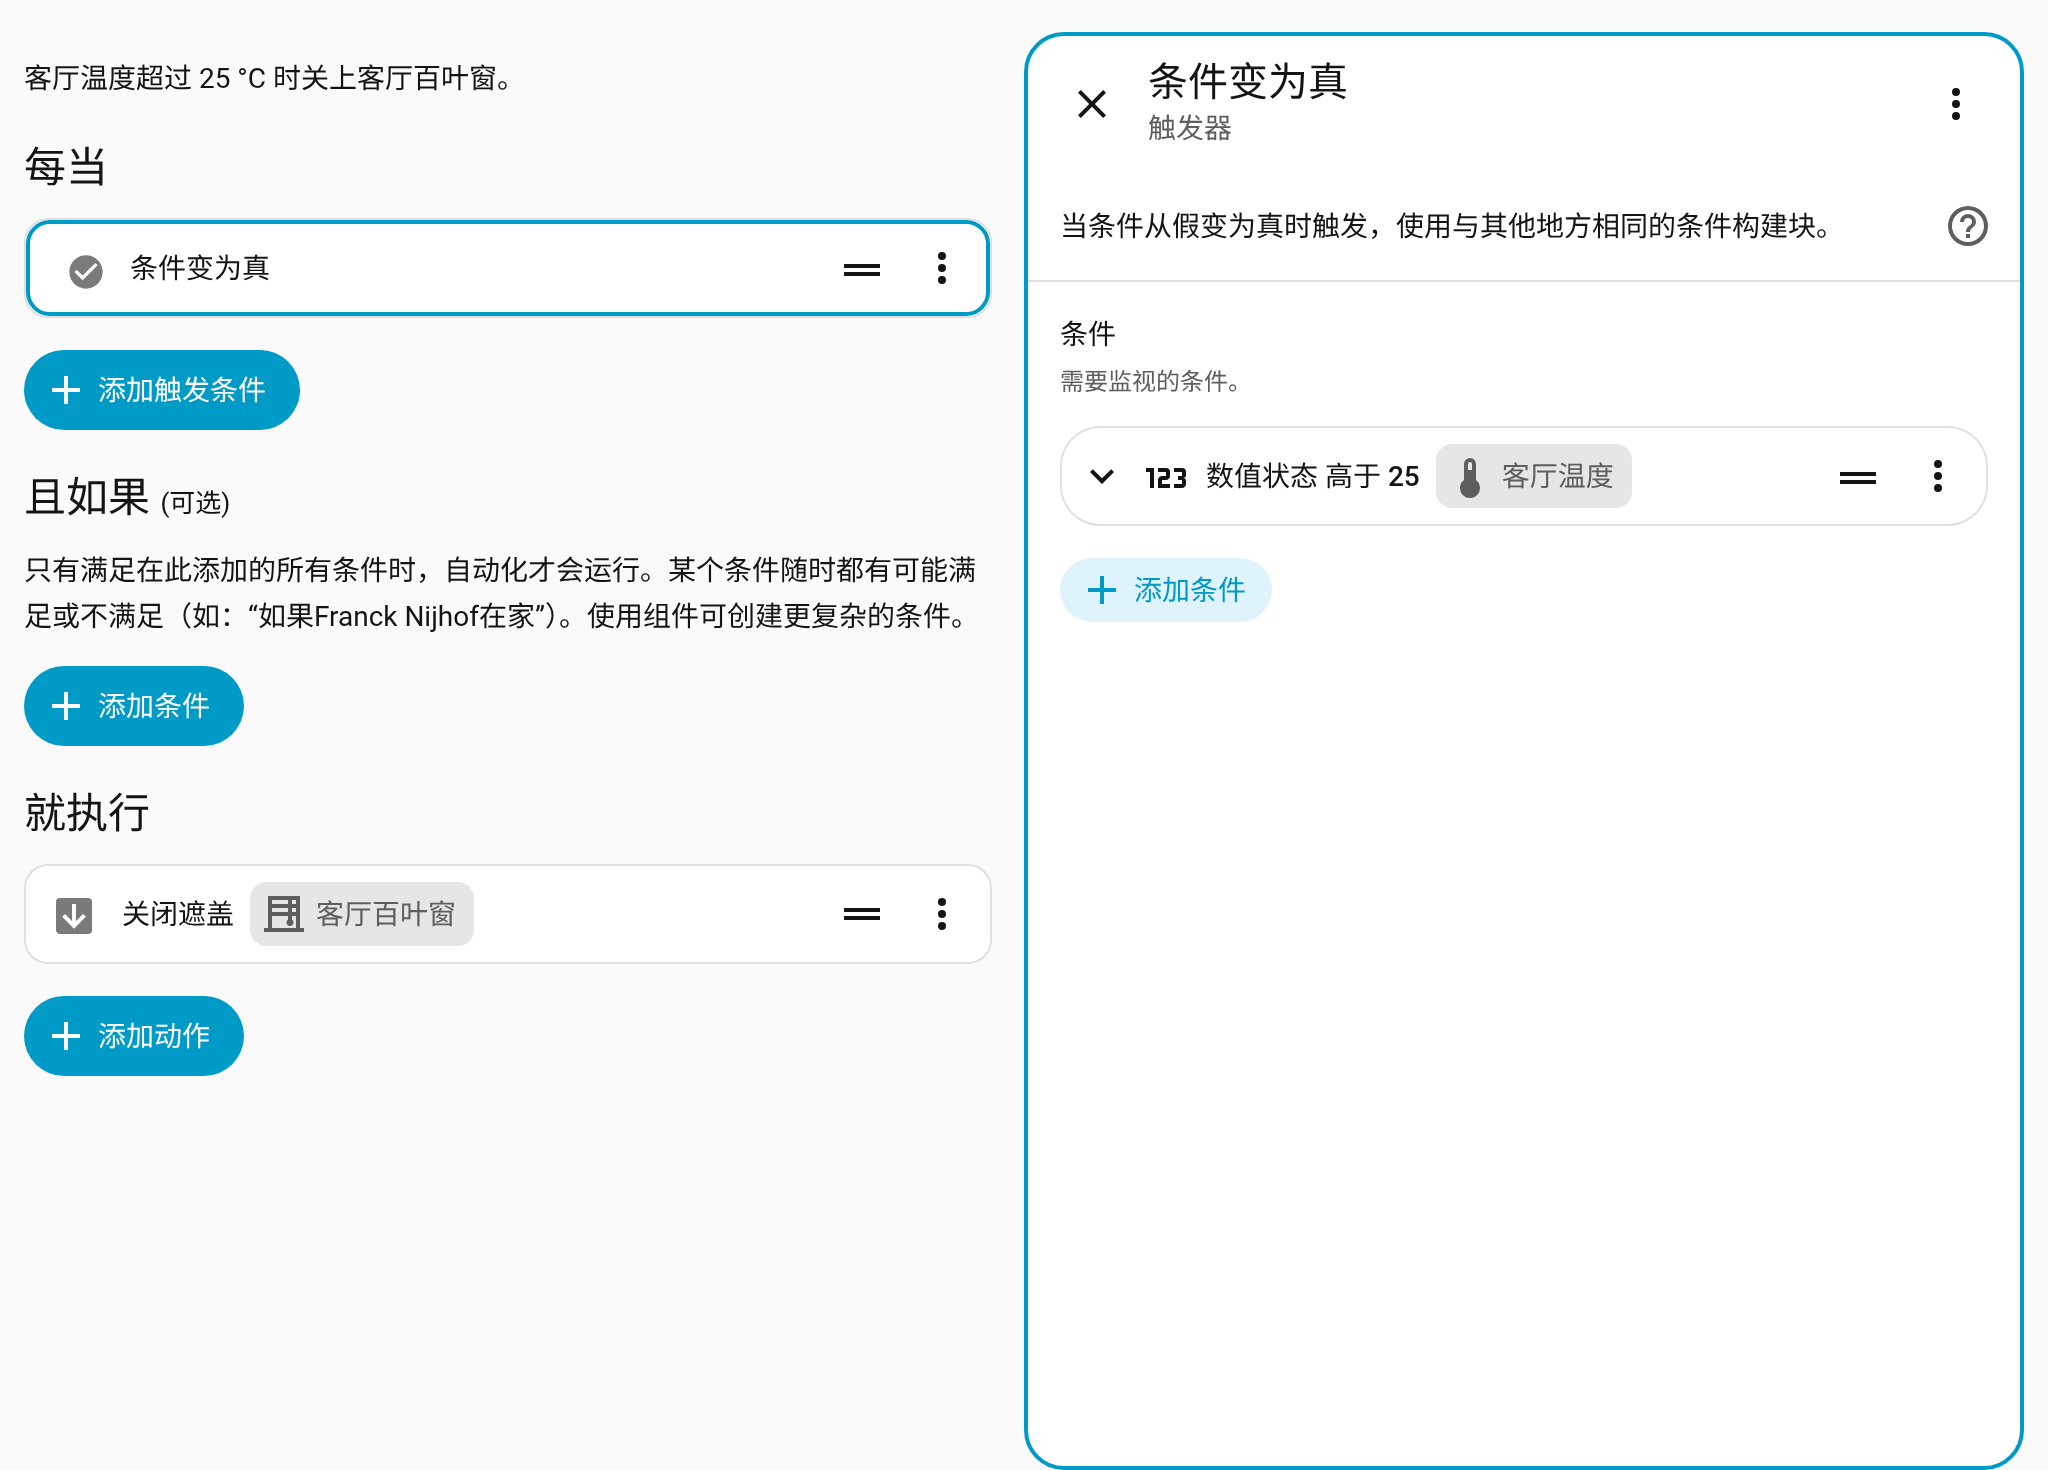 客厅温度超过 25 °C 时关上客厅百叶窗。
每当
条件变为真
添加触发条件
且如果 (可选)
只有满足在此添加的所有条件时，自动化才会运行。某个条件随时都有可能满
足或不满足（如：“如果Franck Nijhof在家”）。使用组件可创建更复杂的条件。
添加条件
就执行
关闭遮盖 客厅百叶窗
添加动作
条件变为真
触发器
当条件从假变为真时触发，使用与其他地方相同的条件构建块。
条件
需要监视的条件。
123 数值状态 高于 25 客厅温度
添加条件